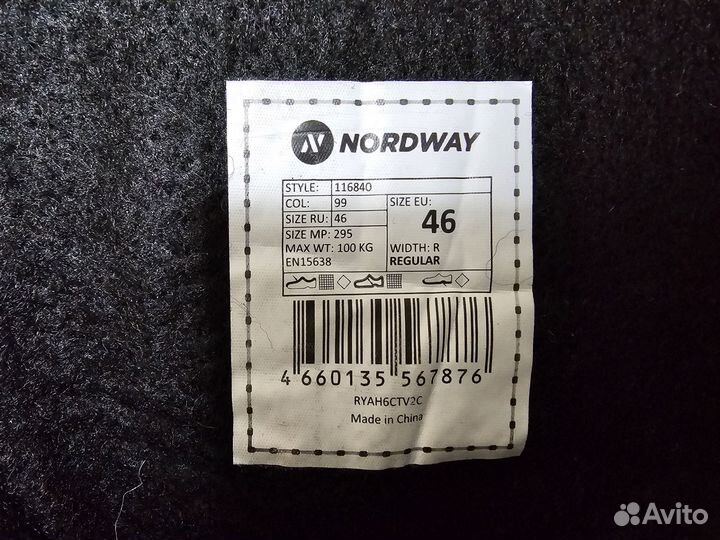 NORDWAY
STYLE: 116840
COL: 99
SIZE RU: 46
SIZE MP: 295
MAX WT: 100 KG
EN15638
SIZE EU:
46
WIDTH: R
REGULAR
4 660135 567876
RYAH6CTV2C
Made in China
Avito